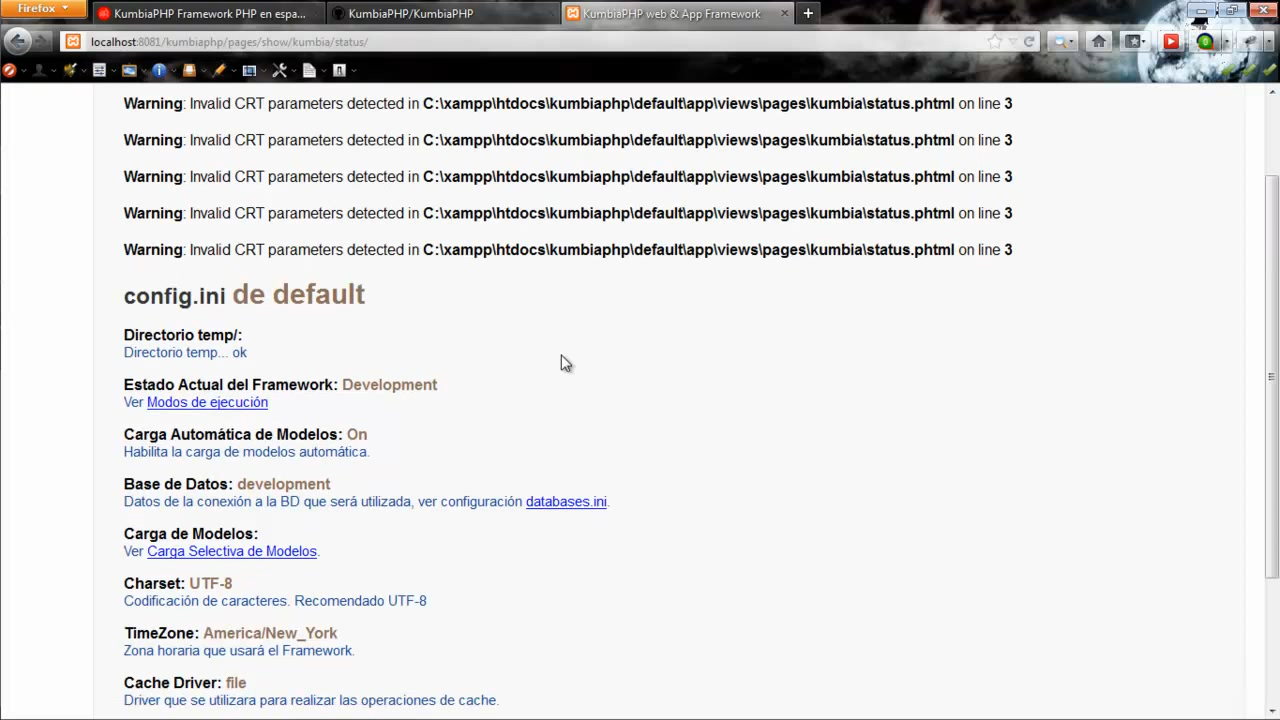 Firefox
KumbiaPHP Framework PHP en espa...
KumbiaPHP/KumbiaPHP
KumbiaPHP web & App Framework
localhost:8081/kumbiaphp/pages/show/kumbia/status/
Warning: Invalid CRT parameters detected in C:\xampp\htdocs\kumbiaphp\default\app\views\pages\kumbia\status.phtml on line 3
Warning: Invalid CRT parameters detected in C:\xampp\htdocs\kumbiaphp\default\app\views\pages\kumbia\status.phtml on line 3
Warning: Invalid CRT parameters detected in C:\xampp\htdocs\kumbiaphp\default\app\views\pages\kumbia\status.phtml on line 3
Warning: Invalid CRT parameters detected in C:\xampp\htdocs\kumbiaphp\default\app\views\pages\kumbia\status.phtml on line 3
Warning: Invalid CRT parameters detected in C:\xampp\htdocs\kumbiaphp\default\app\views\pages\kumbia\status.phtml on line 3
config.ini de default
Directorio temp/:
Directorio temp... ok
Estado Actual del Framework: Development
Ver Modos de ejecución
Carga Automática de Modelos: On
Habilita la carga de modelos automática.
Base de Datos: development
Datos de la conexión a la BD que será utilizada, ver configuración databases.ini.
Carga de Modelos:
Ver Carga Selectiva de Modelos.
Charset: UTF-8
Codificación de caracteres. Recomendado UTF-8
TimeZone: America/New_York
Zona horaria que usará el Framework.
Cache Driver: file
Driver que se utilizara para realizar las operaciones de cache.